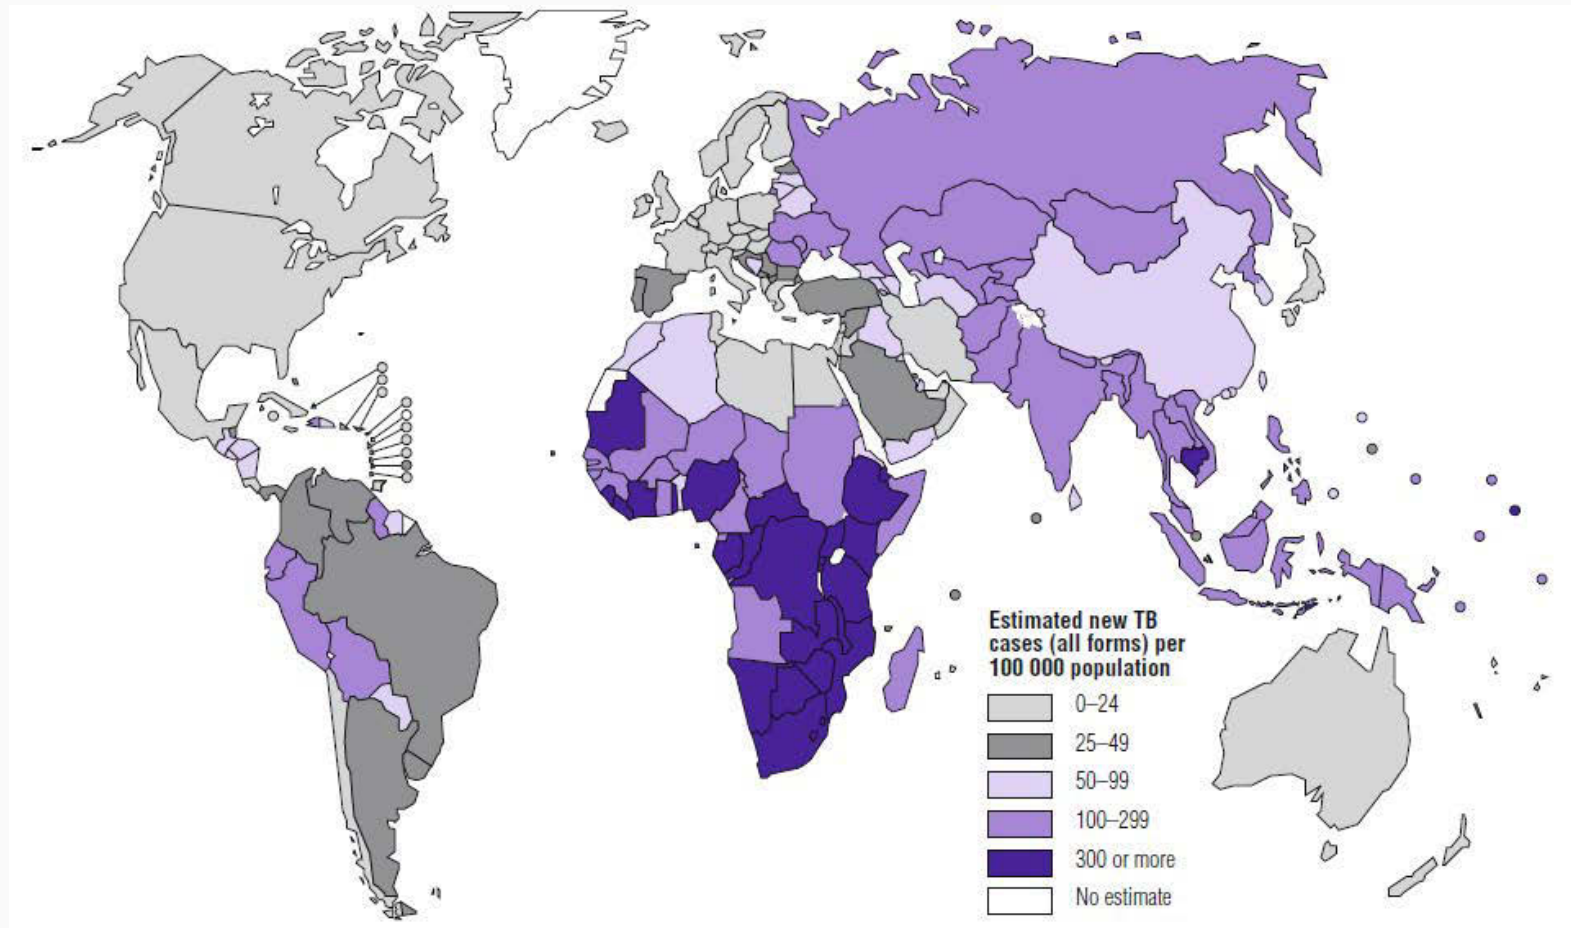 Estimated new TB
cases (all forms) per
100 000 population
0–24
25–49
50–99
100–299
300 or more
No estimate